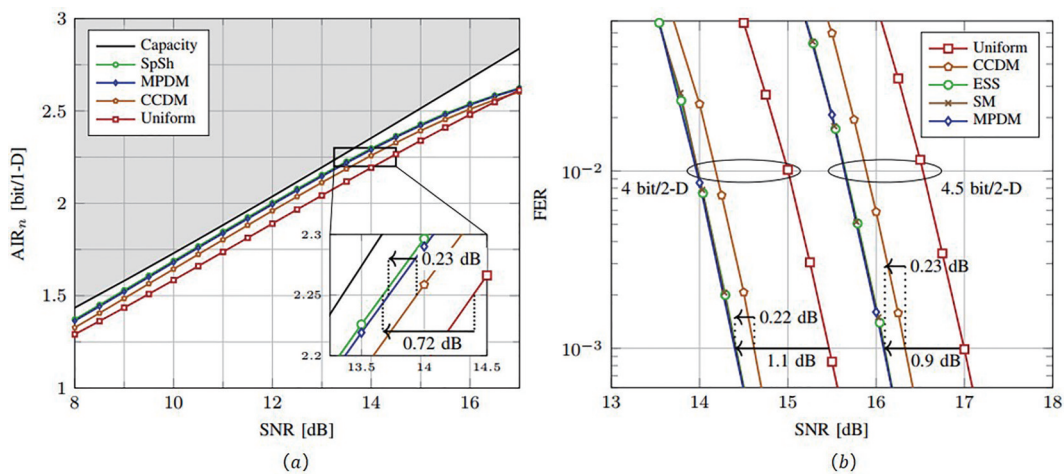 3
2.5
2
1.5
1
8
10
12
14
16
AIRₙ [bit/1-D]
SNR [dB]
Capacity
SpSh
MPDM
CCDM
Uniform
2.3
2.25
2.2
13.5
14
14.5
0.23 dB
0.72 dB
(a)
FER
10⁻²
10⁻³
13
14
15
16
17
18
SNR [dB]
Uniform
CCDM
ESS
SM
MPDM
4 bit/2-D
4.5 bit/2-D
0.23
0.22 dB
1.1 dB
0.9 dB
(b)